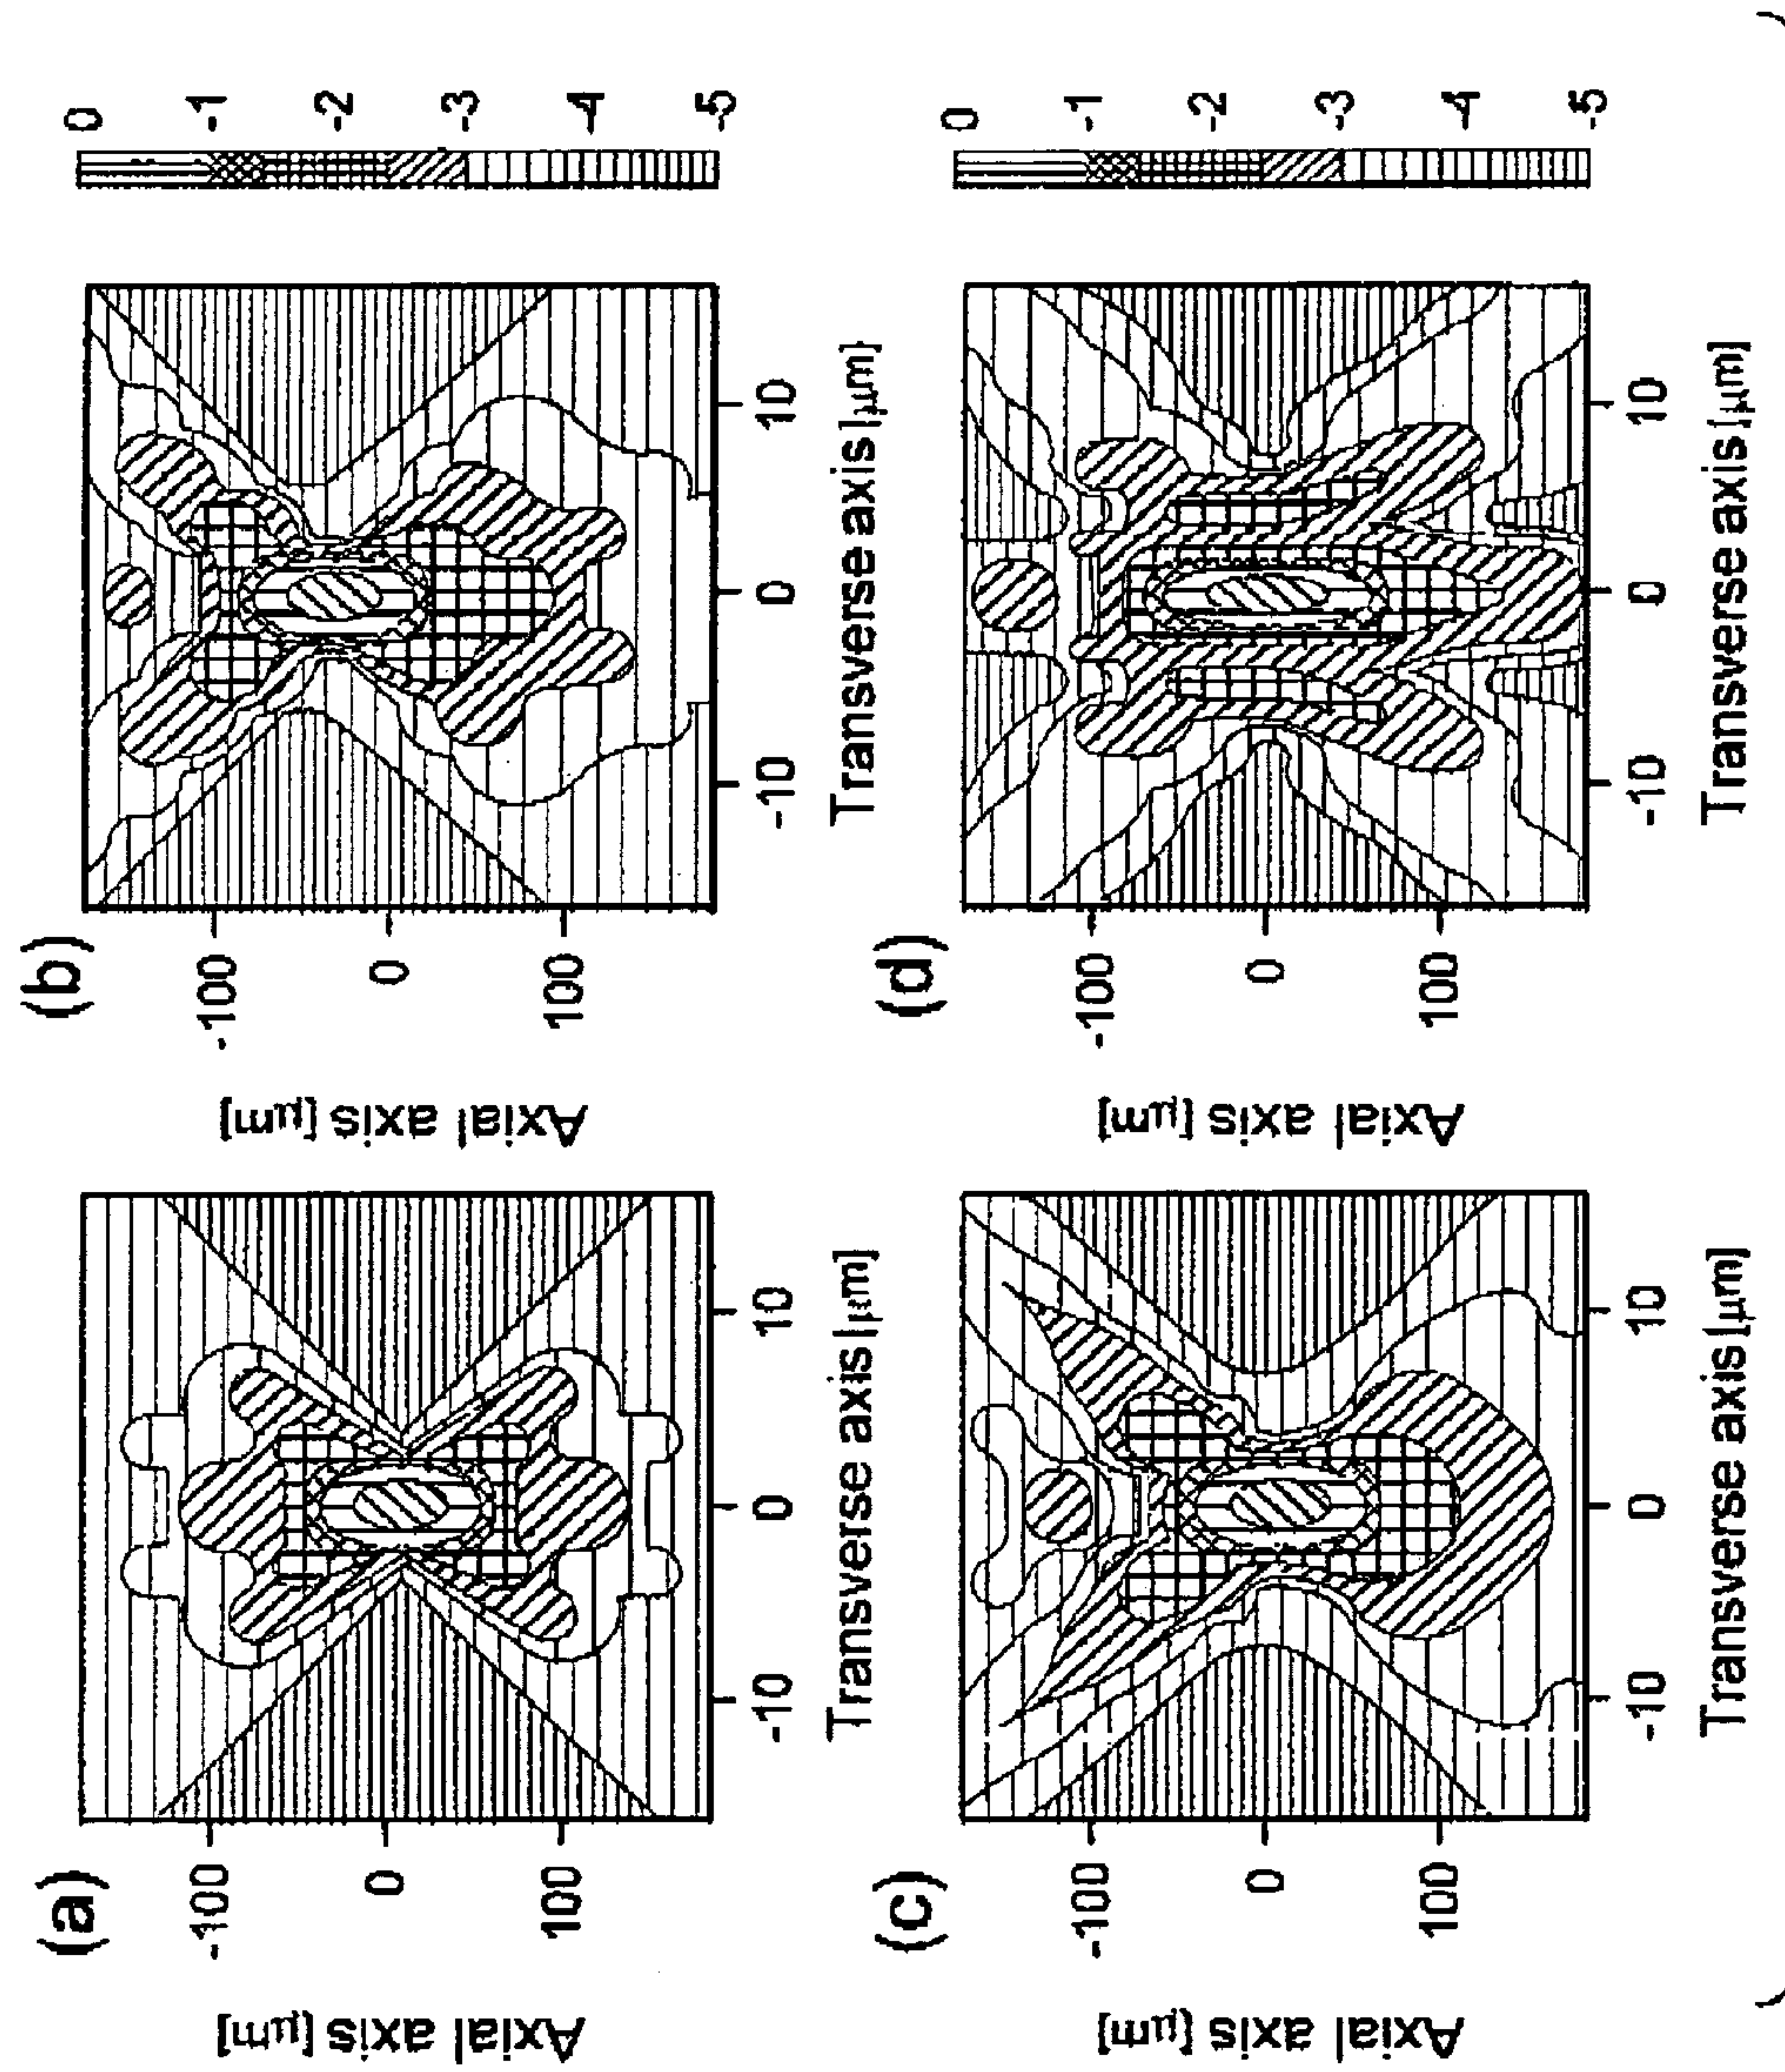 (a)
Axial axis [μm]
-100
0
100
-10 0 10
Transverse axis [μm]
(b)
Axial axis [μm]
-100
0
100
-10 0 10
Transverse axis [μm]
0
-1
-2
-3
-4
-5
(c)
Axial axis [μm]
-100
0
100
-10 0 10
Transverse axis [μm]
(d)
Axial axis [μm]
-100
0
100
-10 0 10
Transverse axis [μm]
0
-1
-2
-3
-4
-5